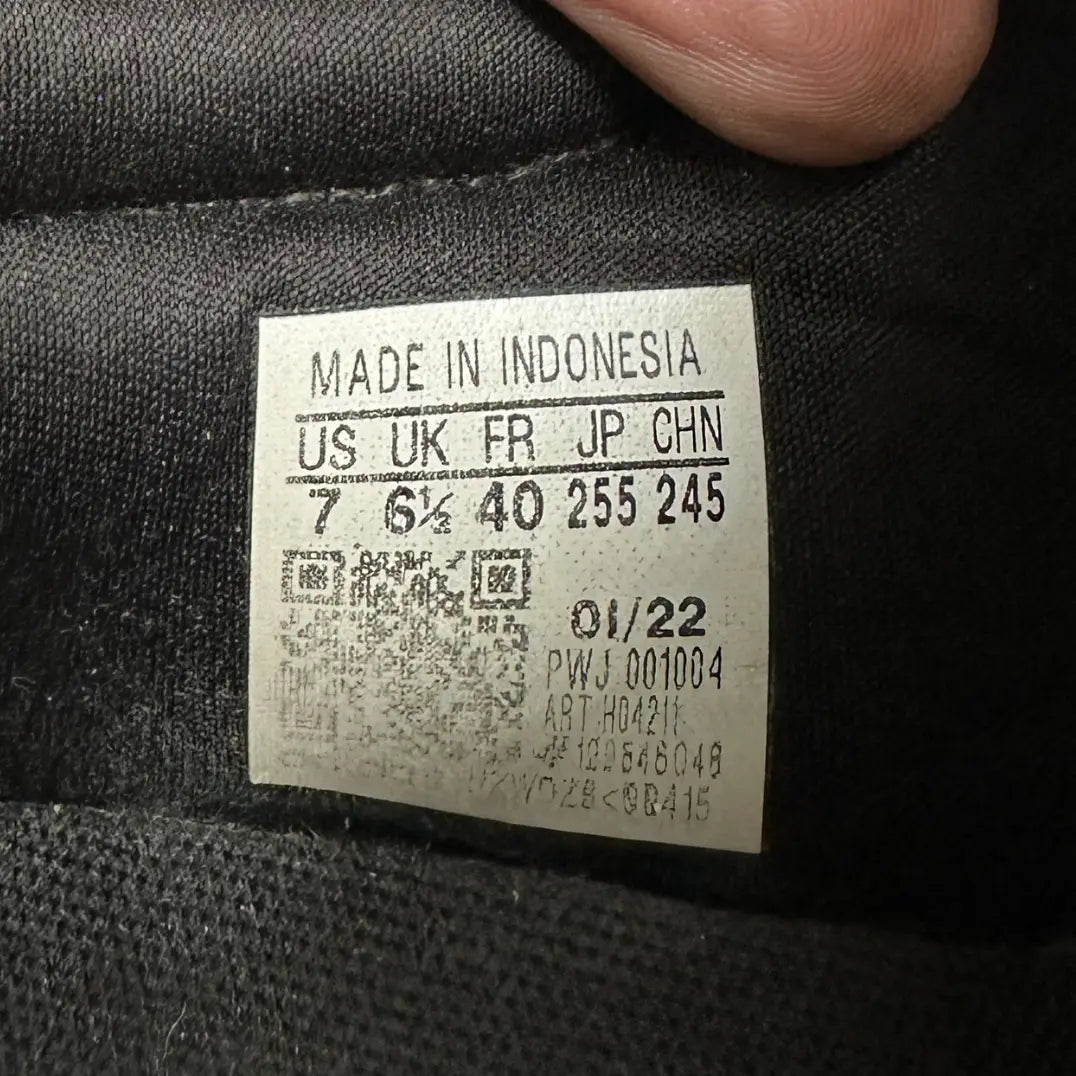 MADE IN INDONESIA
US UK FR JP CHN
7 6½ 40 255 245
01/22
PWJ 001004
ART.H04211